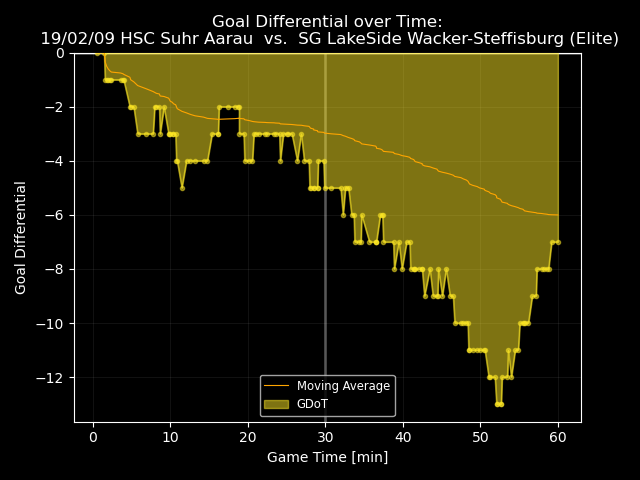 Goal Differential over Time:
19/02/09 HSC Suhr Aarau  vs.  SG LakeSide Wacker-Steffisburg (Elite)
0
−2
−4
−6
−8
−10
−12
Goal Differential
Moving Average
GDoT
0 10 20 30 40 50 60
Game Time [min]